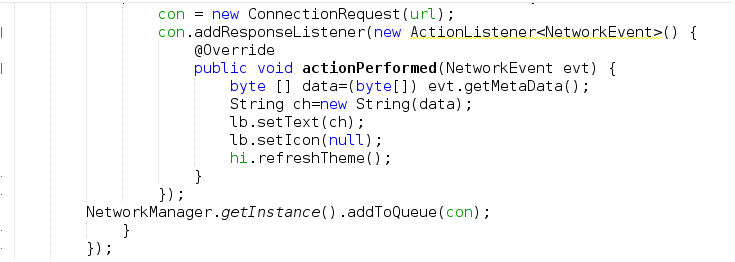 con = new ConnectionRequest(url);
con.addResponseListener(new ActionListener<NetworkEvent>() {
@Override
public void actionPerformed(NetworkEvent evt) {
byte [] data=(byte[]) evt.getMetaData();
String ch=new String(data);
lb.setText(ch);
lb.setIcon(null);
hi.refreshTheme();
}
});
NetworkManager.getInstance().addToQueue(con);
}
});